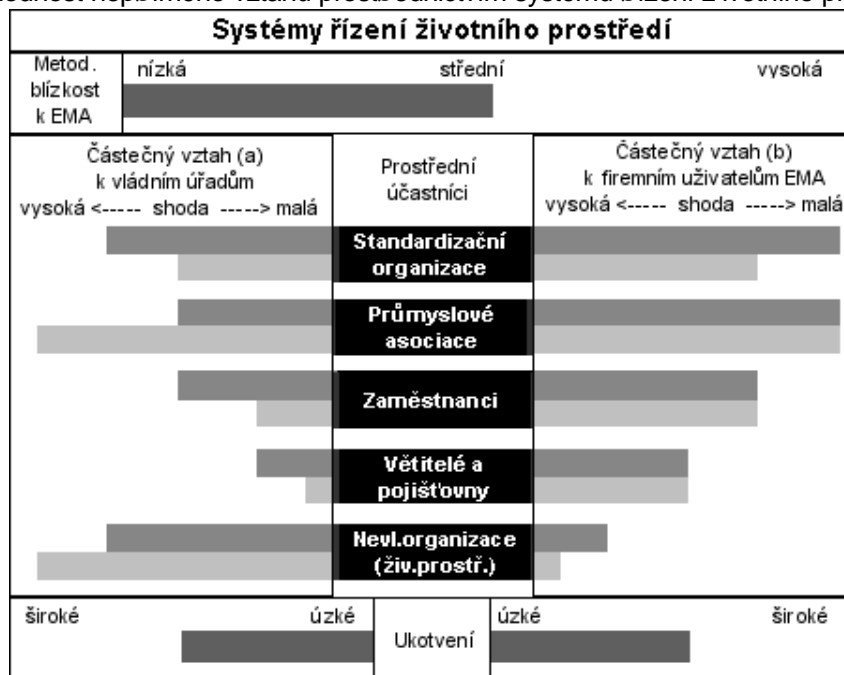 Systémy řízení životního prostředí
Metod.
blízkost
k EMA
nízká střední vysoká
Částečný vztah (a)
k vládním úřadům
vysoká <----- shoda -----> malá
Prostřední
účastníci
Částečný vztah (b)
k firemním uživatelům EMA
vysoká <----- shoda -----> malá
Standardizační
organizace
Průmyslové
asociace
Zaměstnanci
Větitelé a
pojišťovny
Nevl.organizace
(živ.prostř.)
široké úzké Ukotvení úzké široké